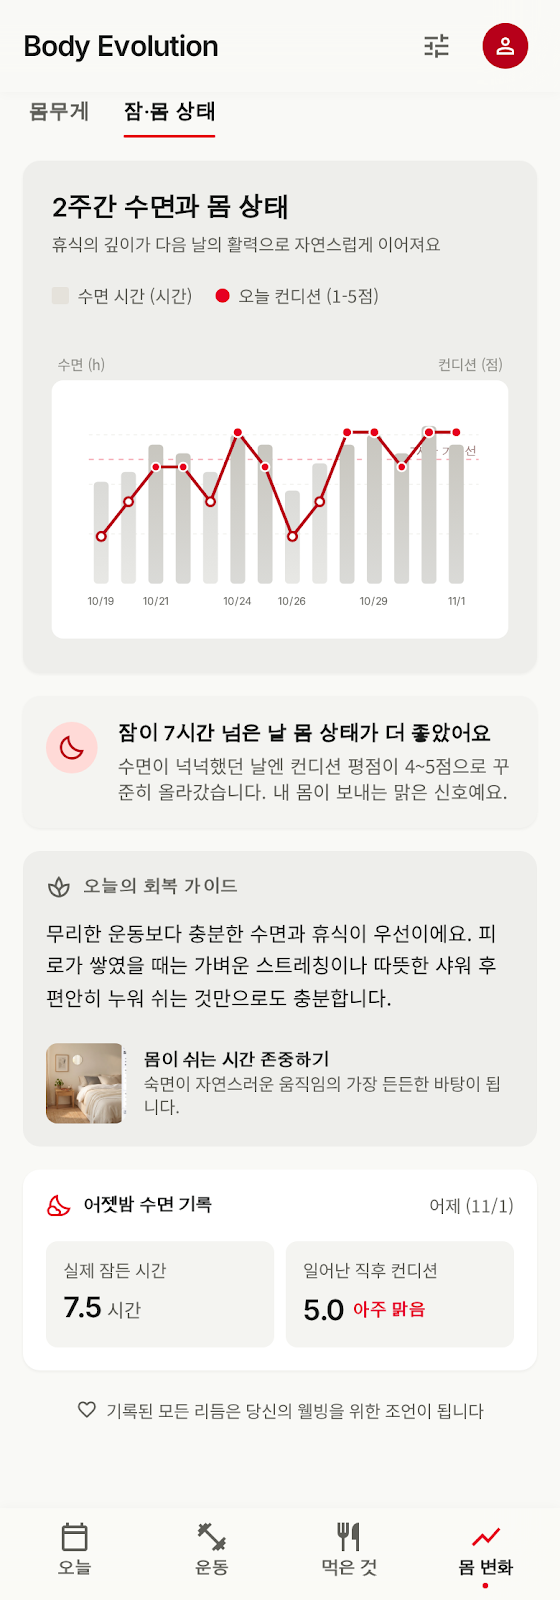 Body Evolution
몸무게
잠·몸 상태
2주간 수면과 몸 상태
휴식의 깊이가 다음 날의 활력으로 자연스럽게 이어져요
수면 시간 (시간)
오늘 컨디션 (1-5점)
수면 (h)
컨디션 (점)
선
10/19
10/21
10/24
10/26
10/29
11/1
잠이 7시간 넘은 날 몸 상태가 더 좋았어요
수면이 넉넉했던 날엔 컨디션 평점이 4~5점으로 꾸
준히 올라갔습니다. 내 몸이 보내는 맑은 신호예요.
오늘의 회복 가이드
무리한 운동보다 충분한 수면과 휴식이 우선이에요. 피
로가 쌓였을 때는 가벼운 스트레칭이나 따뜻한 샤워 후
편안히 누워 쉬는 것만으로도 충분합니다.
몸이 쉬는 시간 존중하기
숙면이 자연스러운 움직임의 가장 든든한 바탕이 됩
니다.
어젯밤 수면 기록
어제 (11/1)
실제 잠든 시간
7.5 시간
일어난 직후 컨디션
5.0 아주 맑음
기록된 모든 리듬은 당신의 웰빙을 위한 조언이 됩니다
오늘
운동
먹은 것
몸 변화